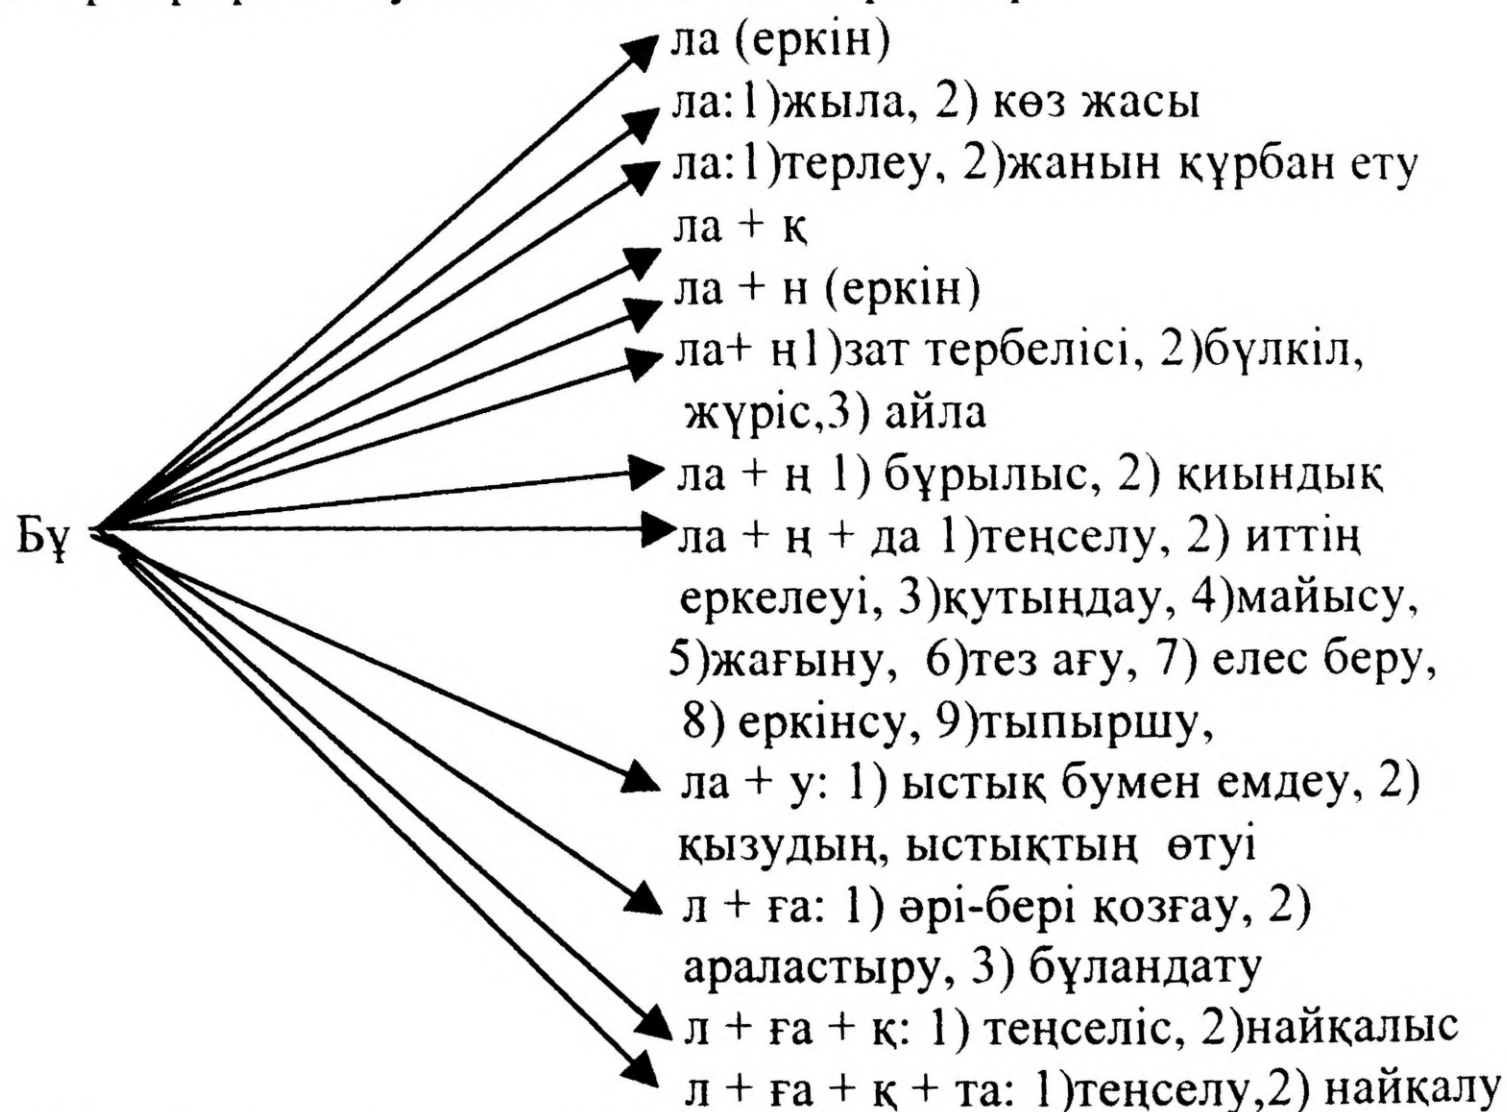 ла (еркін)
ла:1)жыла, 2) көз жасы
ла:1)терлеу, 2)жанын құрбан ету
ла + қ
ла + н (еркін)
ла+ ң1)зат тербелісі, 2)бүлкіл,
жүріс,3) айла
ла + ң 1) бұрылыс, 2) қиындық
Бұ
ла + ң + да 1)теңселу, 2) иттің
еркелеуі, 3)құтыңдау, 4)майысу,
5)жағыну, 6)тез ағу, 7) елес беру,
8) еркінсу, 9)тыпыршу,
ла + у: 1) ыстық бумен емдеу, 2)
қызудың, ыстықтың өтуі
л + ға: 1) әрі-бері қозғау, 2)
араластыру, 3) бұландату
л + ға + қ: 1) теңселіс, 2)найқалыс
л + ға + қ + та: 1)теңселу,2) найқалу